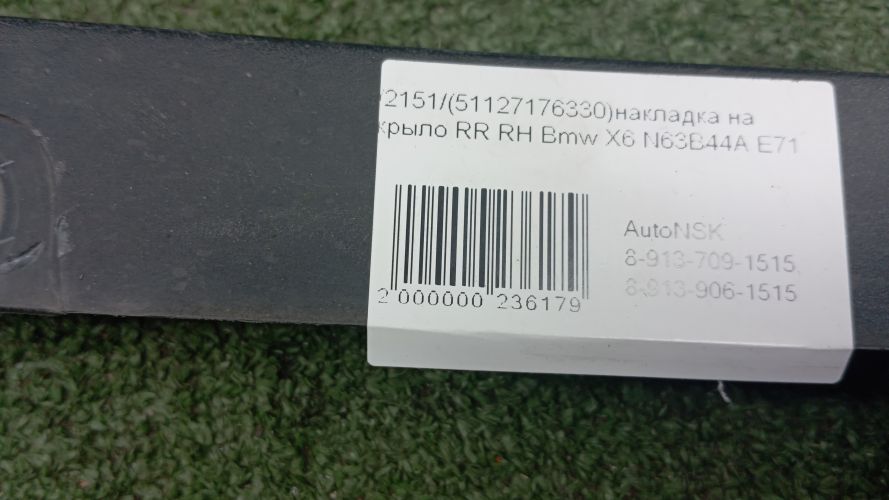 2151/(51127176330)накладка на
крыло RR RH Bmw X6 N63B44A E71
AutoNSK
8-913-709-1515,
8-913-906-1515
2 000000 236179